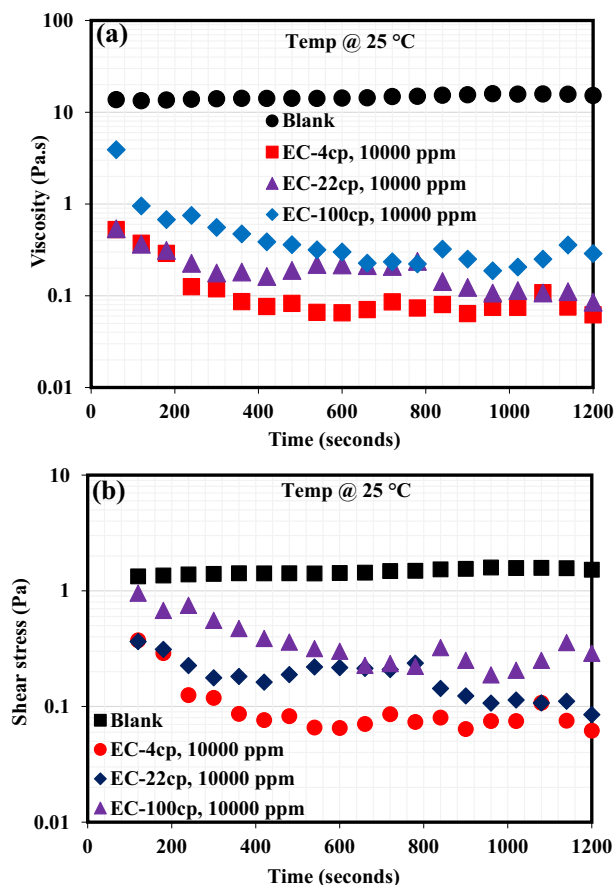 (a)
Temp @ 25 °C
100
10
1
0.1
0.01
Viscosity (Pa.s)
Blank
EC-4cp, 10000 ppm
EC-22cp, 10000 ppm
EC-100cp, 10000 ppm
0 200 400 600 800 1000 1200
Time (seconds)
(b)
Temp @ 25 °C
10
1
0.1
0.01
Shear stress (Pa)
Blank
EC-4cp, 10000 ppm
EC-22cp, 10000 ppm
EC-100cp, 10000 ppm
0 200 400 600 800 1000 1200
Time (seconds)